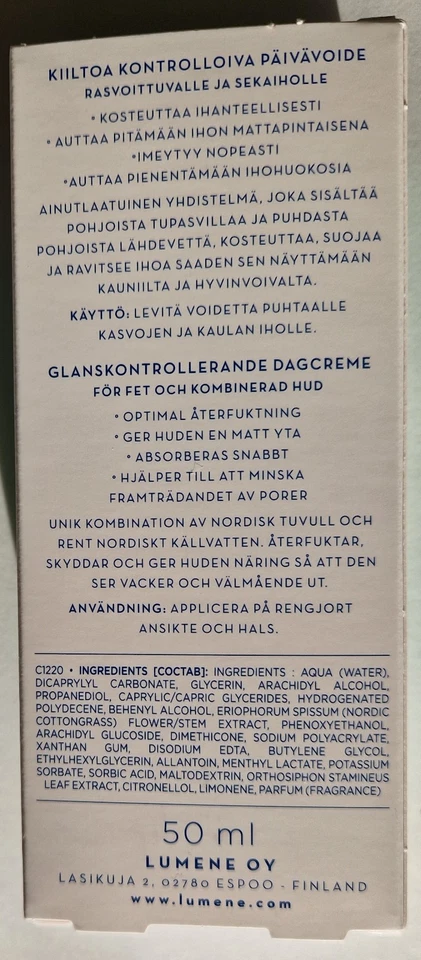 KIILTOA KONTROLLOIVA PÄIVÄVOIDE
RASVOITTUVALLE JA SEKAIHOLLE
• KOSTEUTTAA IHANTEELLISESTI
• AUTTAA PITÄMÄÄN IHON MATTAPINTAISENA
• IMEYTYY NOPEASTI
• AUTTAA PIENENTÄMÄÄN IHOHUOKOSIA
AINUTLAATUINEN YHDISTELMÄ, JOKA SISÄLTÄÄ
POHJOISTA TUPASVILLAA JA PUHDASTA
POHJOISTA LÄHDEVETTÄ, KOSTEUTTAA, SUOJAA
JA RAVITSEE IHOA SAADEN SEN NÄYTTÄMÄÄN
KAUNIILTA JA HYVINVOIVALTA.
KÄYTTÖ: LEVITÄ VOIDETTA PUHTAALLE
KASVOJEN JA KAULAN IHOLLE.
GLANSKONTROLLERANDE DAGCREME
FÖR FET OCH KOMBINERAD HUD
• OPTIMAL ÅTERFUKTNING
• GER HUDEN EN MATT YTA
• ABSORBERAS SNABBT
• HJÄLPER TILL ATT MINSKA
FRAMTRÄDANDET AV PORER
UNIK KOMBINATION AV NORDISK TUVULL OCH
RENT NORDISKT KÄLLVATTEN. ÅTERFUKTAR,
SKYDDAR OCH GER HUDEN NÄRING SÅ ATT DEN
SER VACKER OCH VÄLMÅENDE UT.
ANVÄNDNING: APPLICERA PÅ RENGJORT
ANSIKTE OCH HALS.
C1220 • INGREDIENTS [СОСТАВ]: INGREDIENTS : AQUA (WATER),
DICAPRYLYL CARBONATE, GLYCERIN, ARACHIDYL ALCOHOL,
PROPANEDIOL, CAPRYLIC/CAPRIC GLYCERIDES, HYDROGENATED
POLYDECENE, BEHENYL ALCOHOL, ERIOPHORUM SPISSUM (NORDIC
COTTONGRASS) FLOWER/STEM EXTRACT, PHENOXYETHANOL,
ARACHIDYL GLUCOSIDE, DIMETHICONE, SODIUM POLYACRYLATE,
XANTHAN GUM, DISODIUM EDTA, BUTYLENE GLYCOL,
ETHYLHEXYLGLYCERIN, ALLANTOIN, MENTHYL LACTATE, POTASSIUM
SORBATE, SORBIC ACID, MALTODEXTRIN, ORTHOSIPHON STAMINEUS
LEAF EXTRACT, CITRONELLOL, LIMONENE, PARFUM (FRAGRANCE)
50 ml
LUMENE OY
LASIKUJA 2, 02780 ESPOO - FINLAND
www.lumene.com